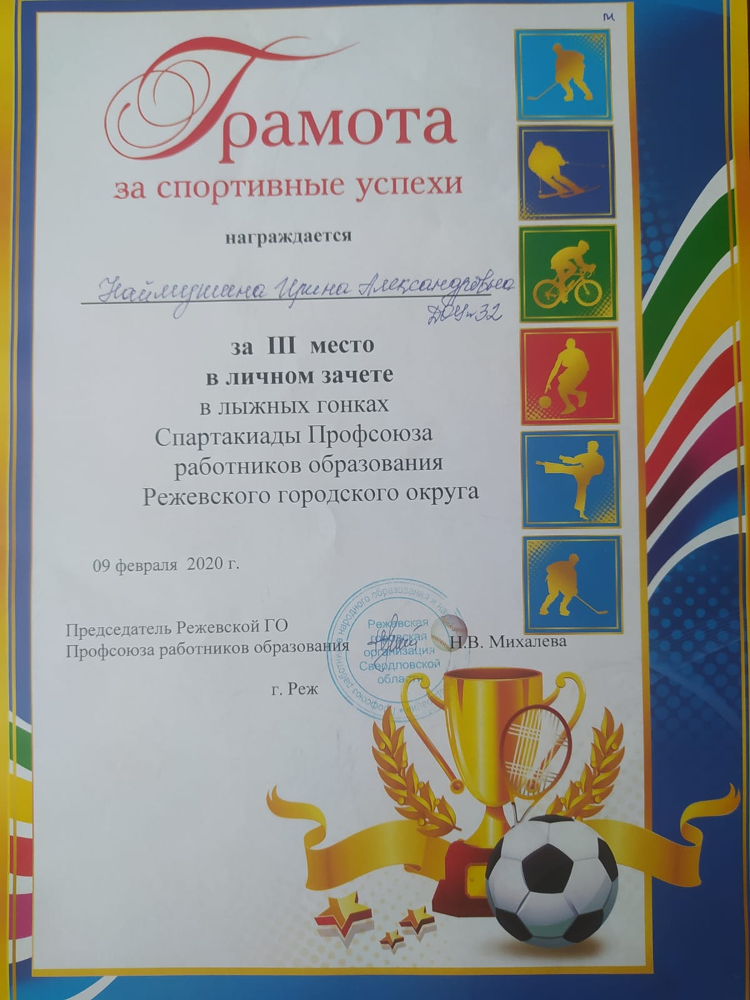 Грамота
за спортивные успехи
награждается
Наймушина Ирина Александровна
ДОУ №32
за III место
в личном зачете
в лыжных гонках
Спартакиады Профсоюза
работников образования
Режевского городского округа
09 февраля 2020 г.
Председатель Режевской ГО
Профсоюза работников образования
Н.В. Михалева
Режевская
городская
организация
Свердловской
области
г. Реж